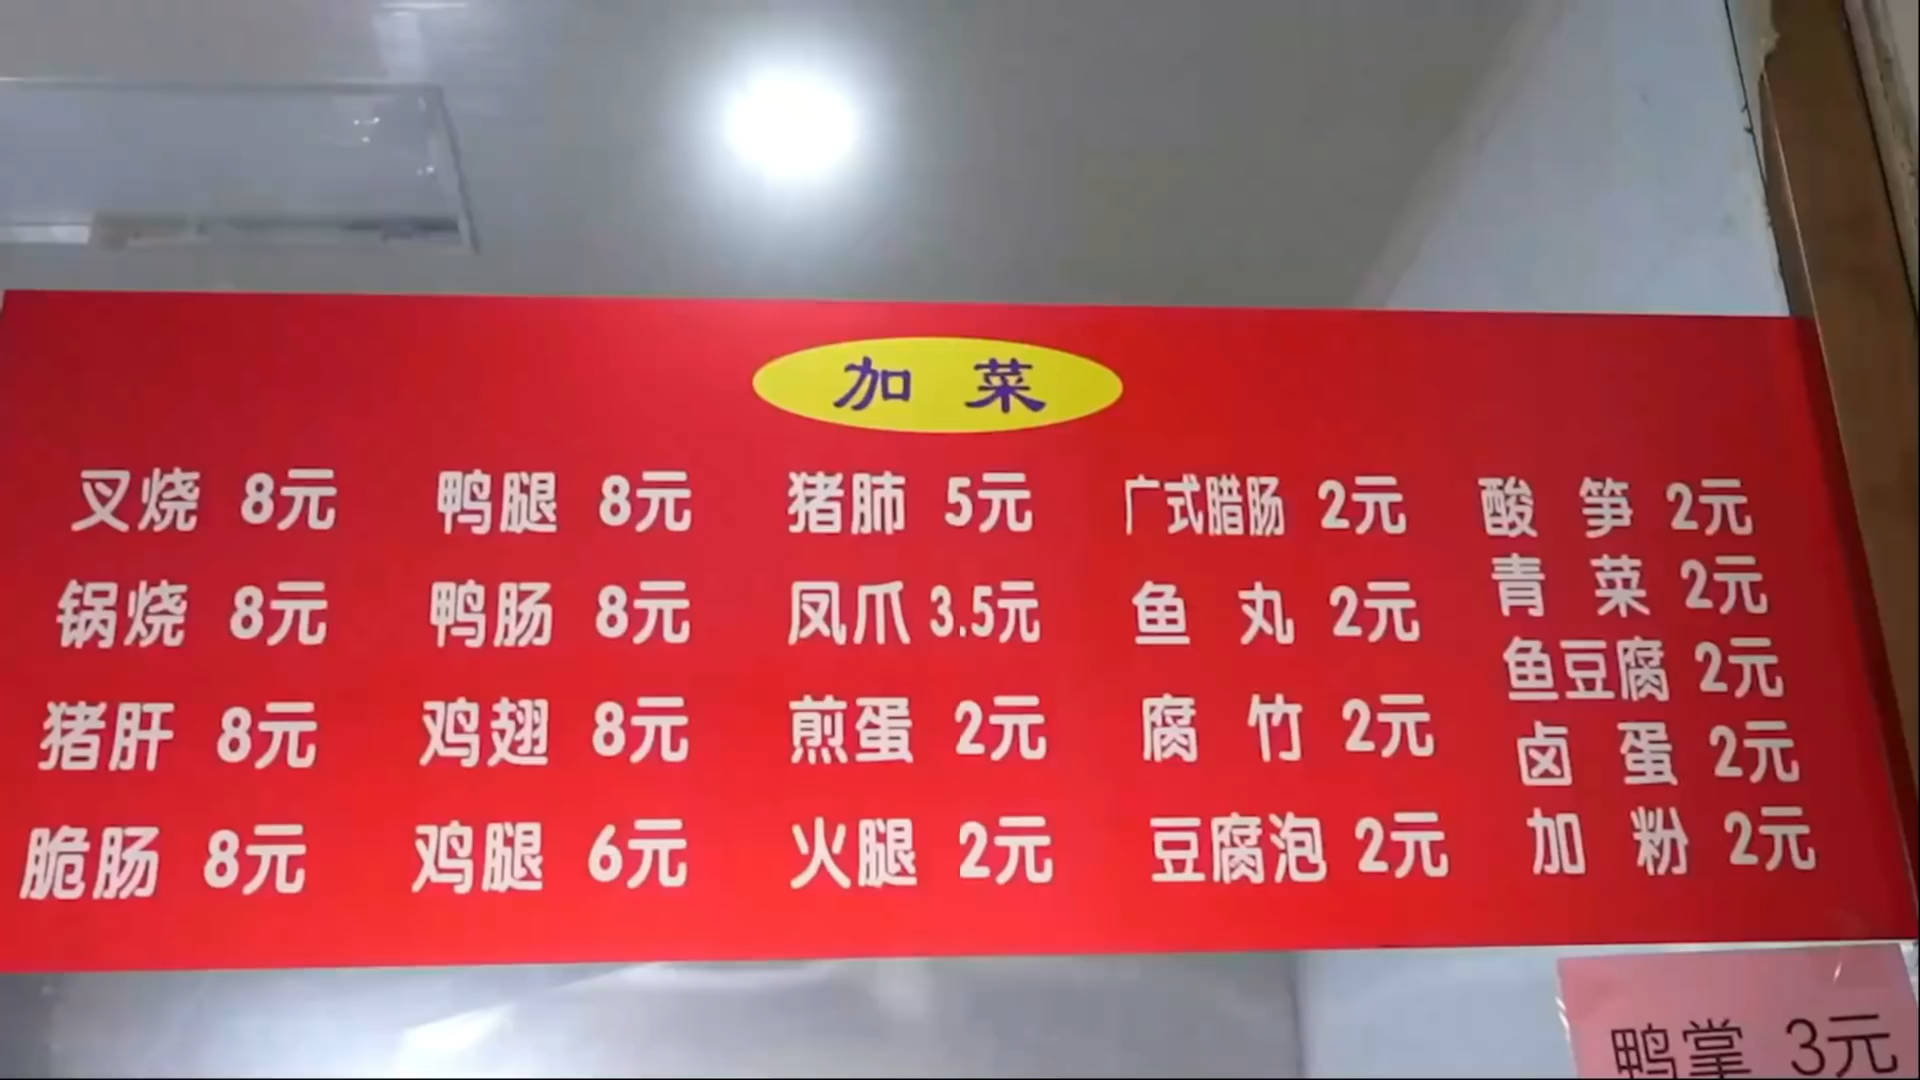 加 菜
叉烧 8元 鸭腿 8元 猪肺 5元 广式腊肠 2元 酸 笋 2元
锅烧 8元 鸭肠 8元 凤爪 3.5元 鱼 丸 2元 青 菜 2元
猪肝 8元 鸡翅 8元 煎蛋 2元 腐 竹 2元 鱼豆腐 2元
脆肠 8元 鸡腿 6元 火腿 2元 豆腐泡 2元 卤 蛋 2元
加 粉 2元
鸭掌 3元